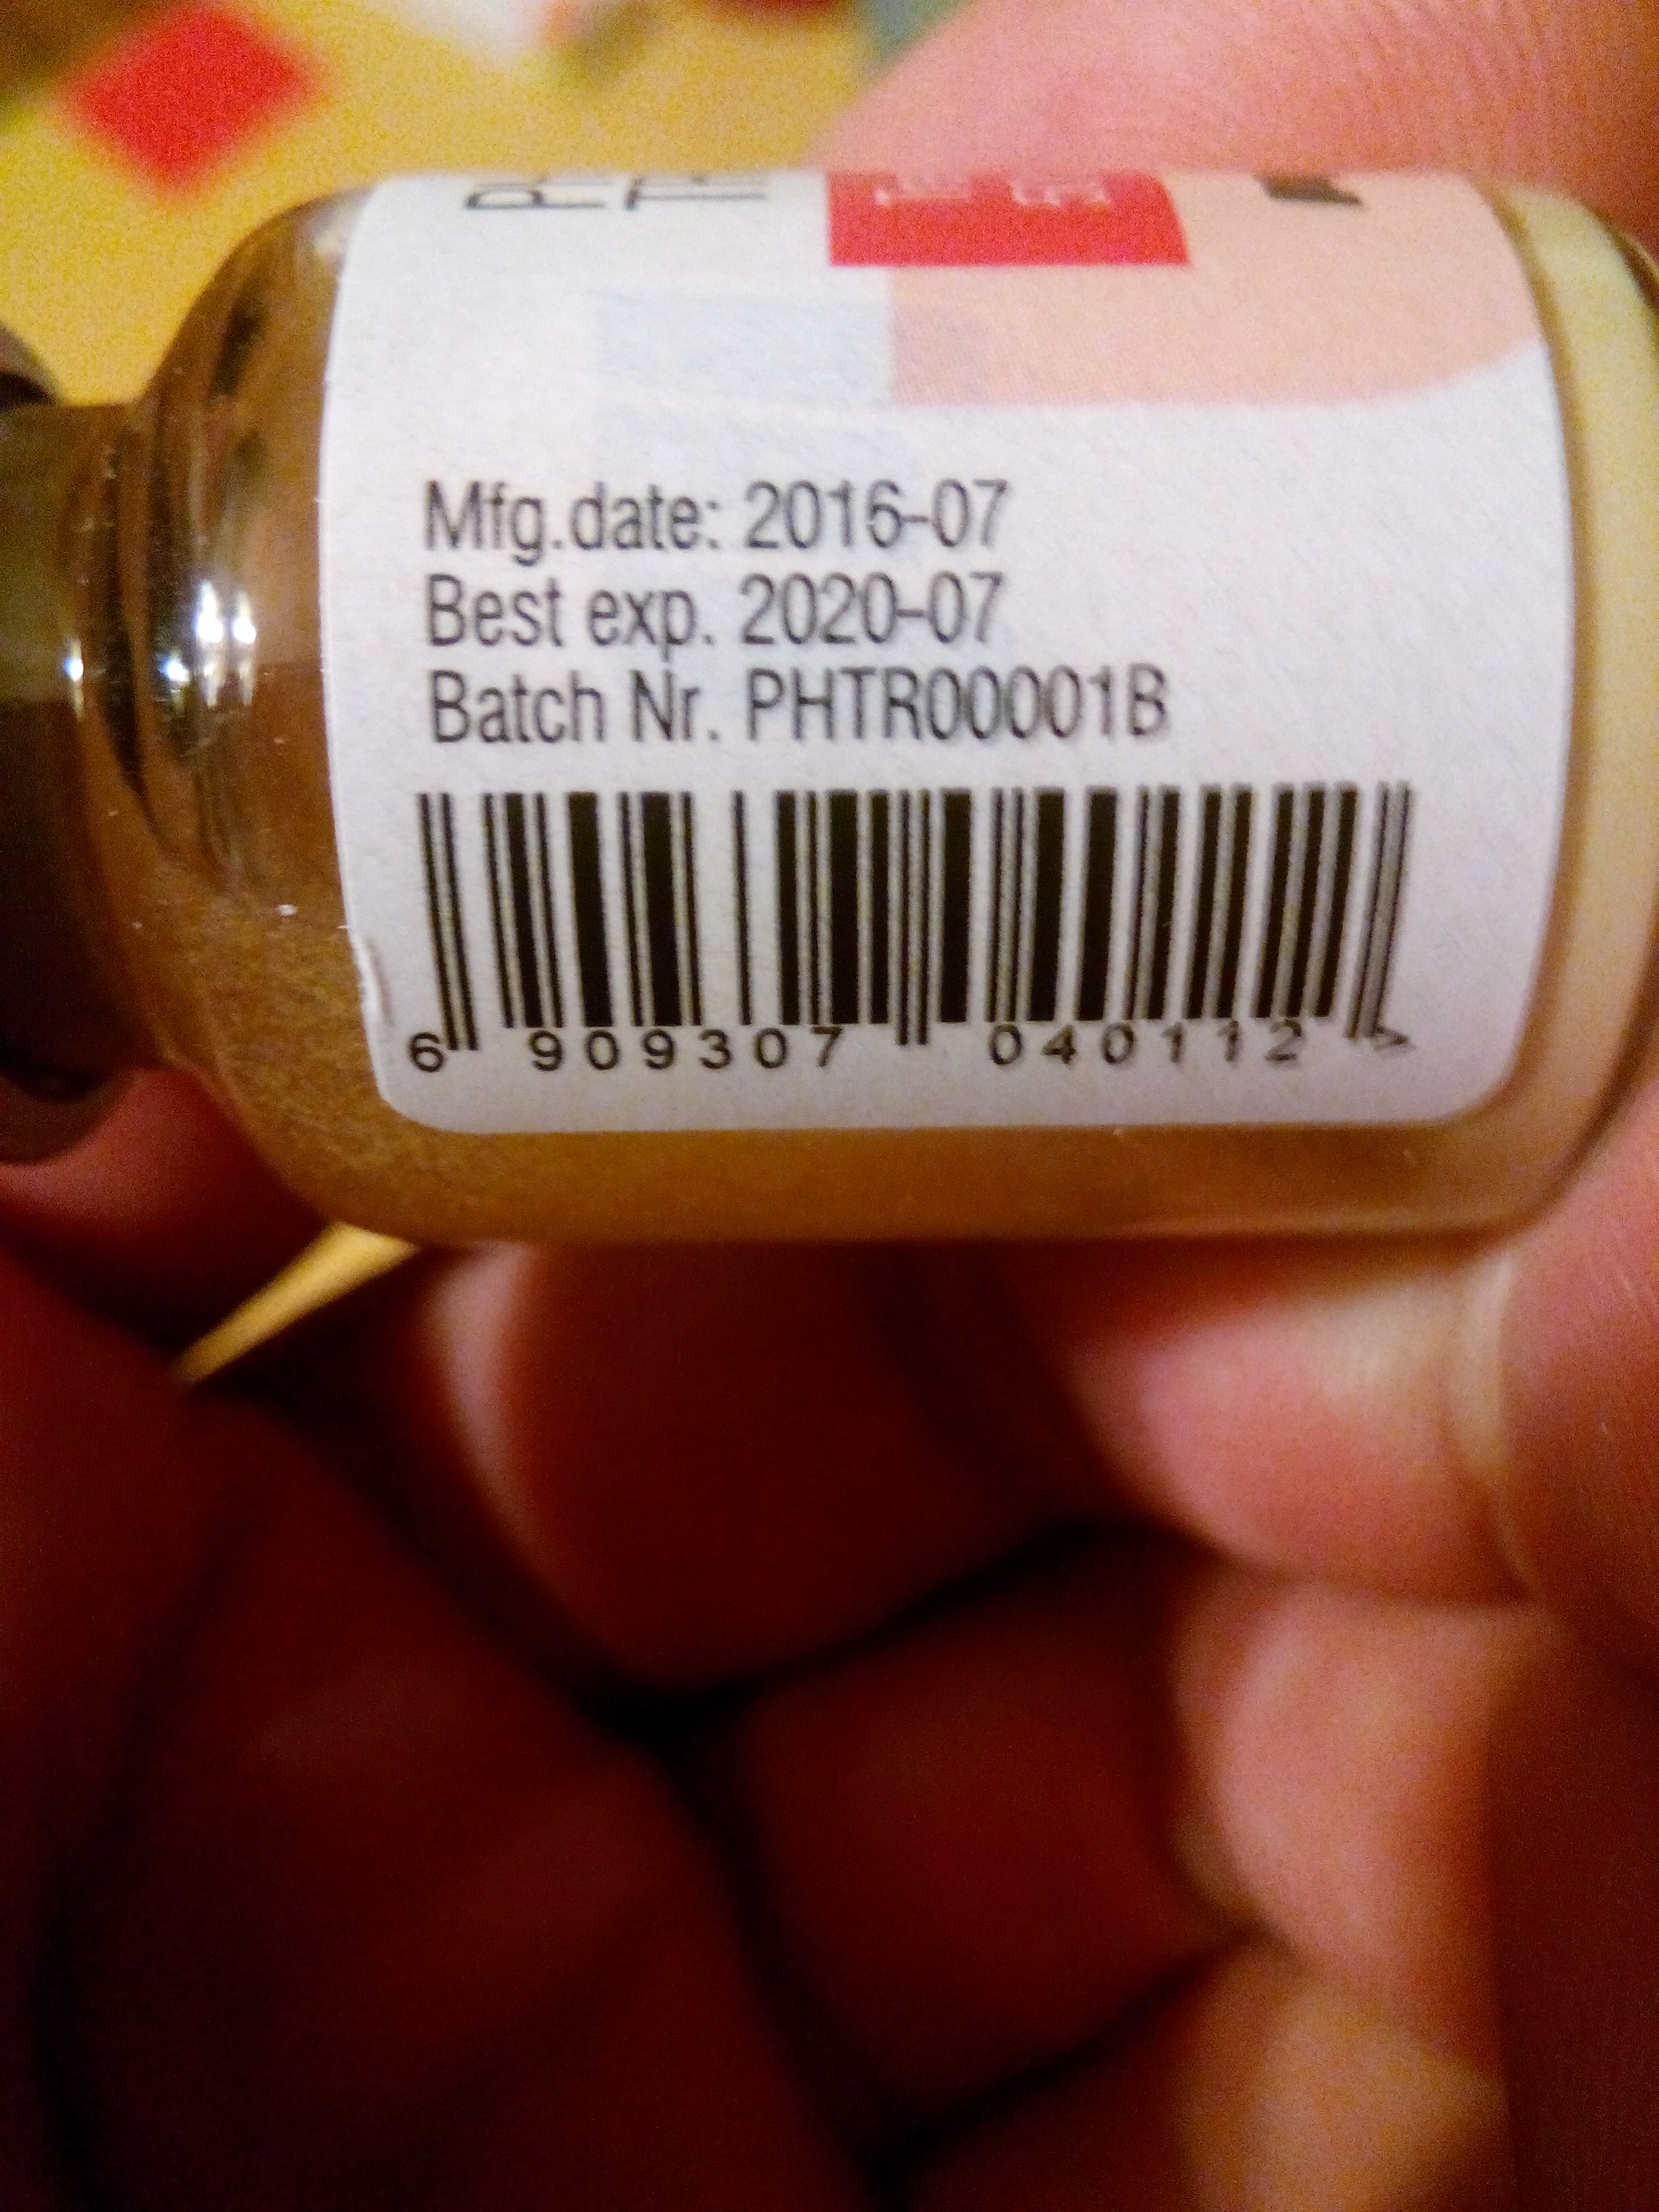 Mfg.date: 2016-07
Best exp. 2020-07
Batch Nr. PHTR00001B
6 909307 040112 >